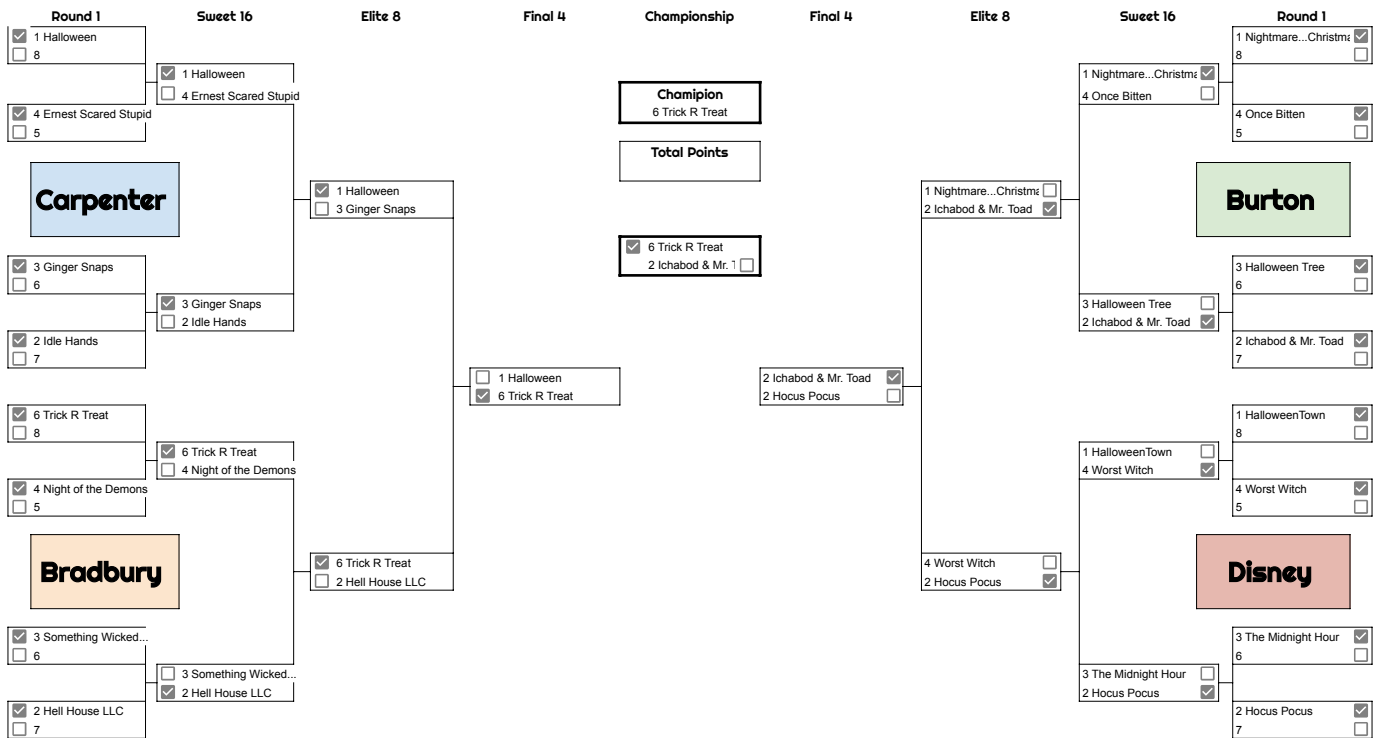 Round 1
Sweet 16
Elite 8
Final 4
Championship
Final 4
Elite 8
Sweet 16
Round 1
1 Halloween
8
4 Ernest Scared Stupid
5
Carpenter
3 Ginger Snaps
6
2 Idle Hands
7
6 Trick R Treat
8
4 Night of the Demons
5
Bradbury
3 Something Wicked...
6
2 Hell House LLC
7
1 Halloween
4 Ernest Scared Stupid
3 Ginger Snaps
2 Idle Hands
6 Trick R Treat
4 Night of the Demons
3 Something Wicked...
2 Hell House LLC
1 Halloween
3 Ginger Snaps
6 Trick R Treat
2 Hell House LLC
1 Halloween
6 Trick R Treat
Chamipion
6 Trick R Treat
Total Points
6 Trick R Treat
2 Ichabod & Mr. T
2 Ichabod & Mr. Toad
2 Hocus Pocus
1 Nightmare...Christma
2 Ichabod & Mr. Toad
4 Worst Witch
2 Hocus Pocus
1 Nightmare...Christma
4 Once Bitten
3 Halloween Tree
2 Ichabod & Mr. Toad
1 HalloweenTown
4 Worst Witch
3 The Midnight Hour
2 Hocus Pocus
1 Nightmare...Christma
8
4 Once Bitten
5
Burton
3 Halloween Tree
6
2 Ichabod & Mr. Toad
7
1 HalloweenTown
8
4 Worst Witch
5
Disney
3 The Midnight Hour
6
2 Hocus Pocus
7